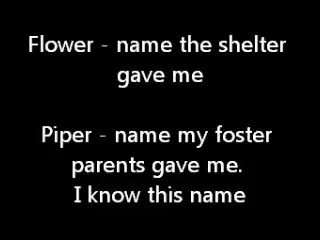 Flower - name the shelter
gave me
Piper - name my foster
parents gave me.
I know this name